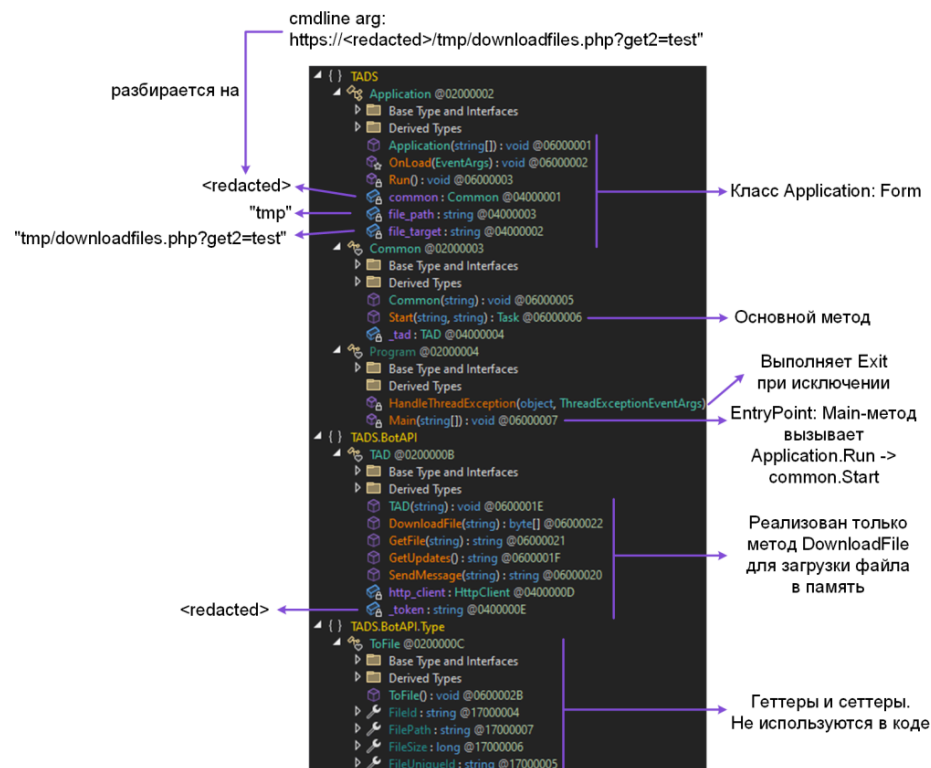 cmdline arg:
https://<redacted>/tmp/downloadfiles.php?get2=test"
разбирается на
<redacted>
"tmp"
"tmp/downloadfiles.php?get2=test"
<redacted>
{ } TADS
Application @02000002
Base Type and Interfaces
Derived Types
Application(string[]) : void @06000001
OnLoad(EventArgs) : void @06000002
Run() : void @06000003
common : Common @04000001
file_path : string @04000003
file_target : string @04000002
Common @02000003
Base Type and Interfaces
Derived Types
Common(string) : void @06000005
Start(string, string) : Task @06000006
_tad : TAD @04000004
Program @02000004
Base Type and Interfaces
Derived Types
HandleThreadException(object, ThreadExceptionEventArgs)
Main(string[]) : void @06000007
{ } TADS.BotAPI
TAD @0200000B
Base Type and Interfaces
Derived Types
TAD(string) : void @0600001E
DownloadFile(string) : byte[] @06000022
GetFile(string) : string @06000021
GetUpdates() : string @0600001F
SendMessage(string) : string @06000020
http_client : HttpClient @0400000D
_token : string @0400000E
{ } TADS.BotAPI.Type
ToFile @0200000C
Base Type and Interfaces
Derived Types
ToFile() : void @0600002B
FileId : string @17000004
FilePath : string @17000007
FileSize : long @17000006
FileUniqueId : string @17000005
Класс Application: Form
Основной метод
Выполняет Exit
при исключении
EntryPoint: Main-метод
вызывает
Application.Run ->
common.Start
Реализован только
метод DownloadFile
для загрузки файла
в память
Геттеры и сеттеры.
Не используются в коде